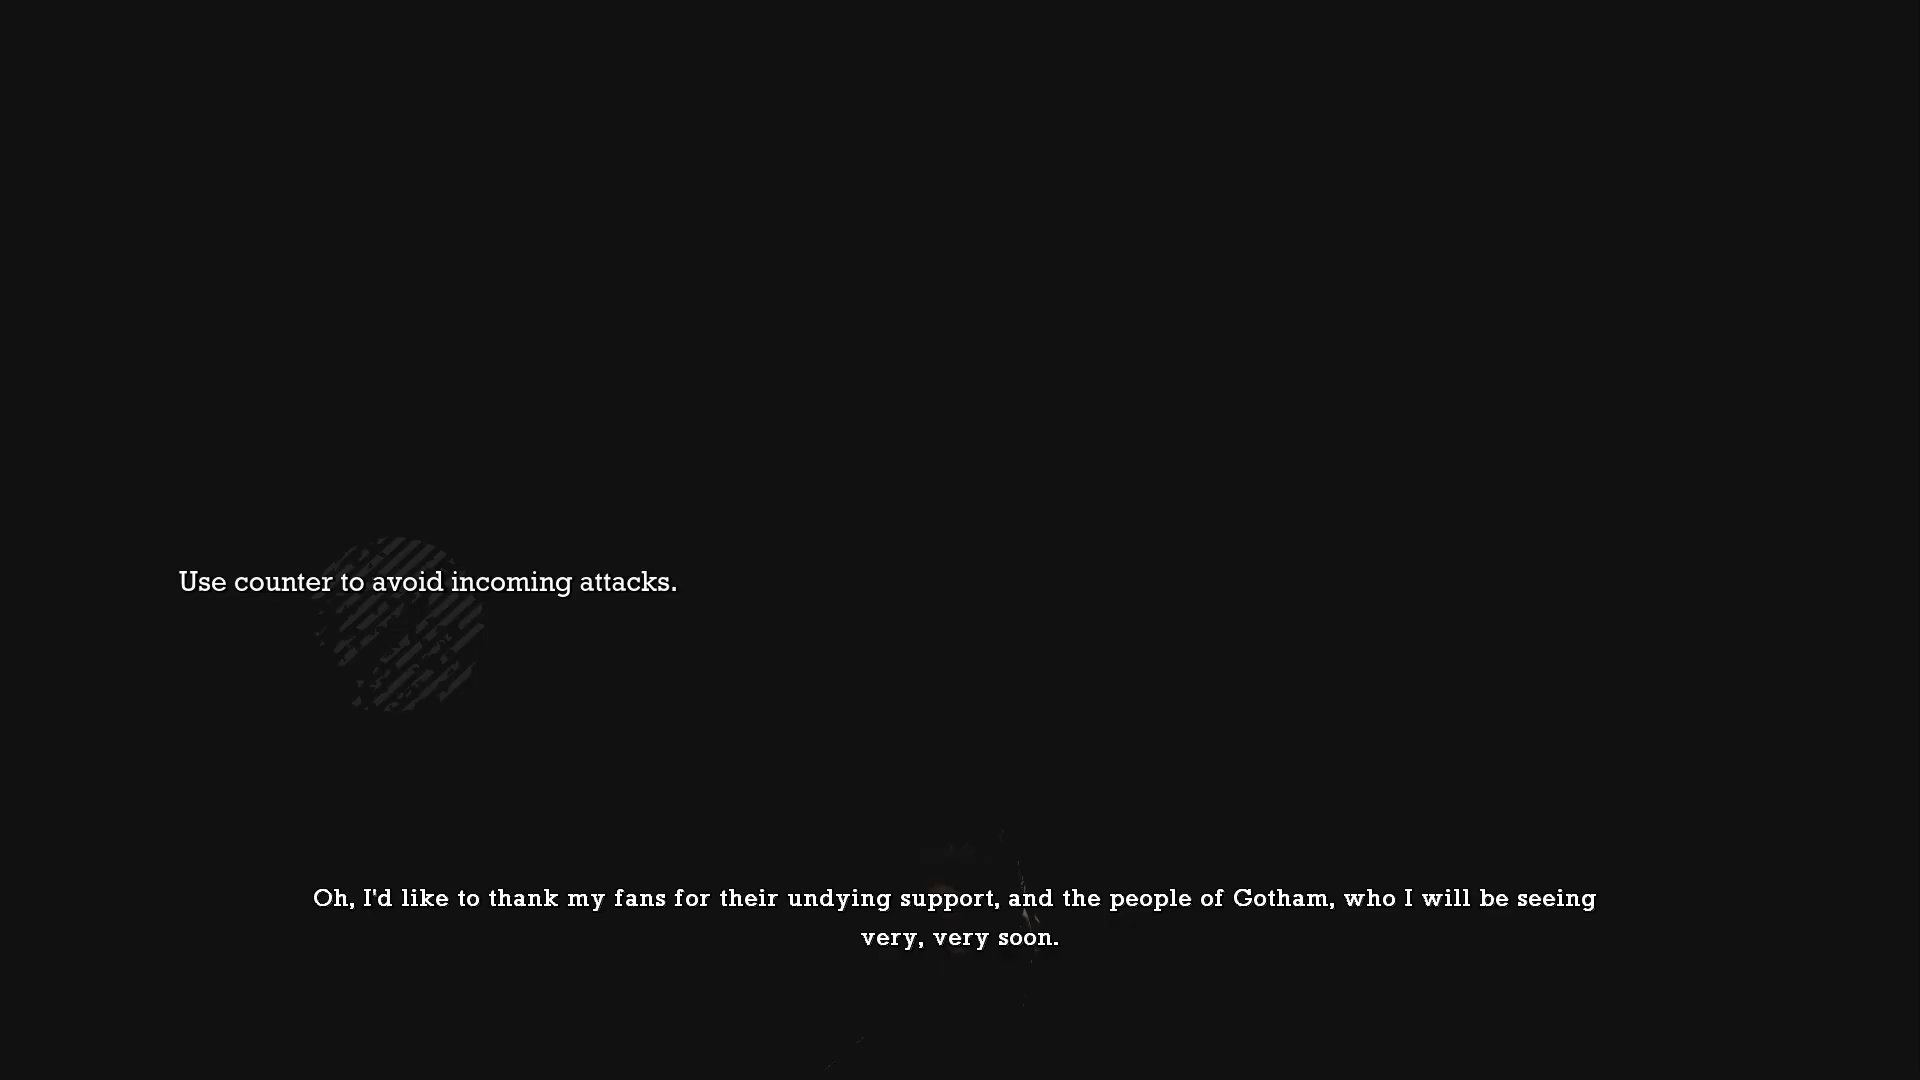 Use counter to avoid incoming attacks.
Oh, I'd like to thank my fans for their undying support, and the people of Gotham, who I will be seeing
very, very soon.